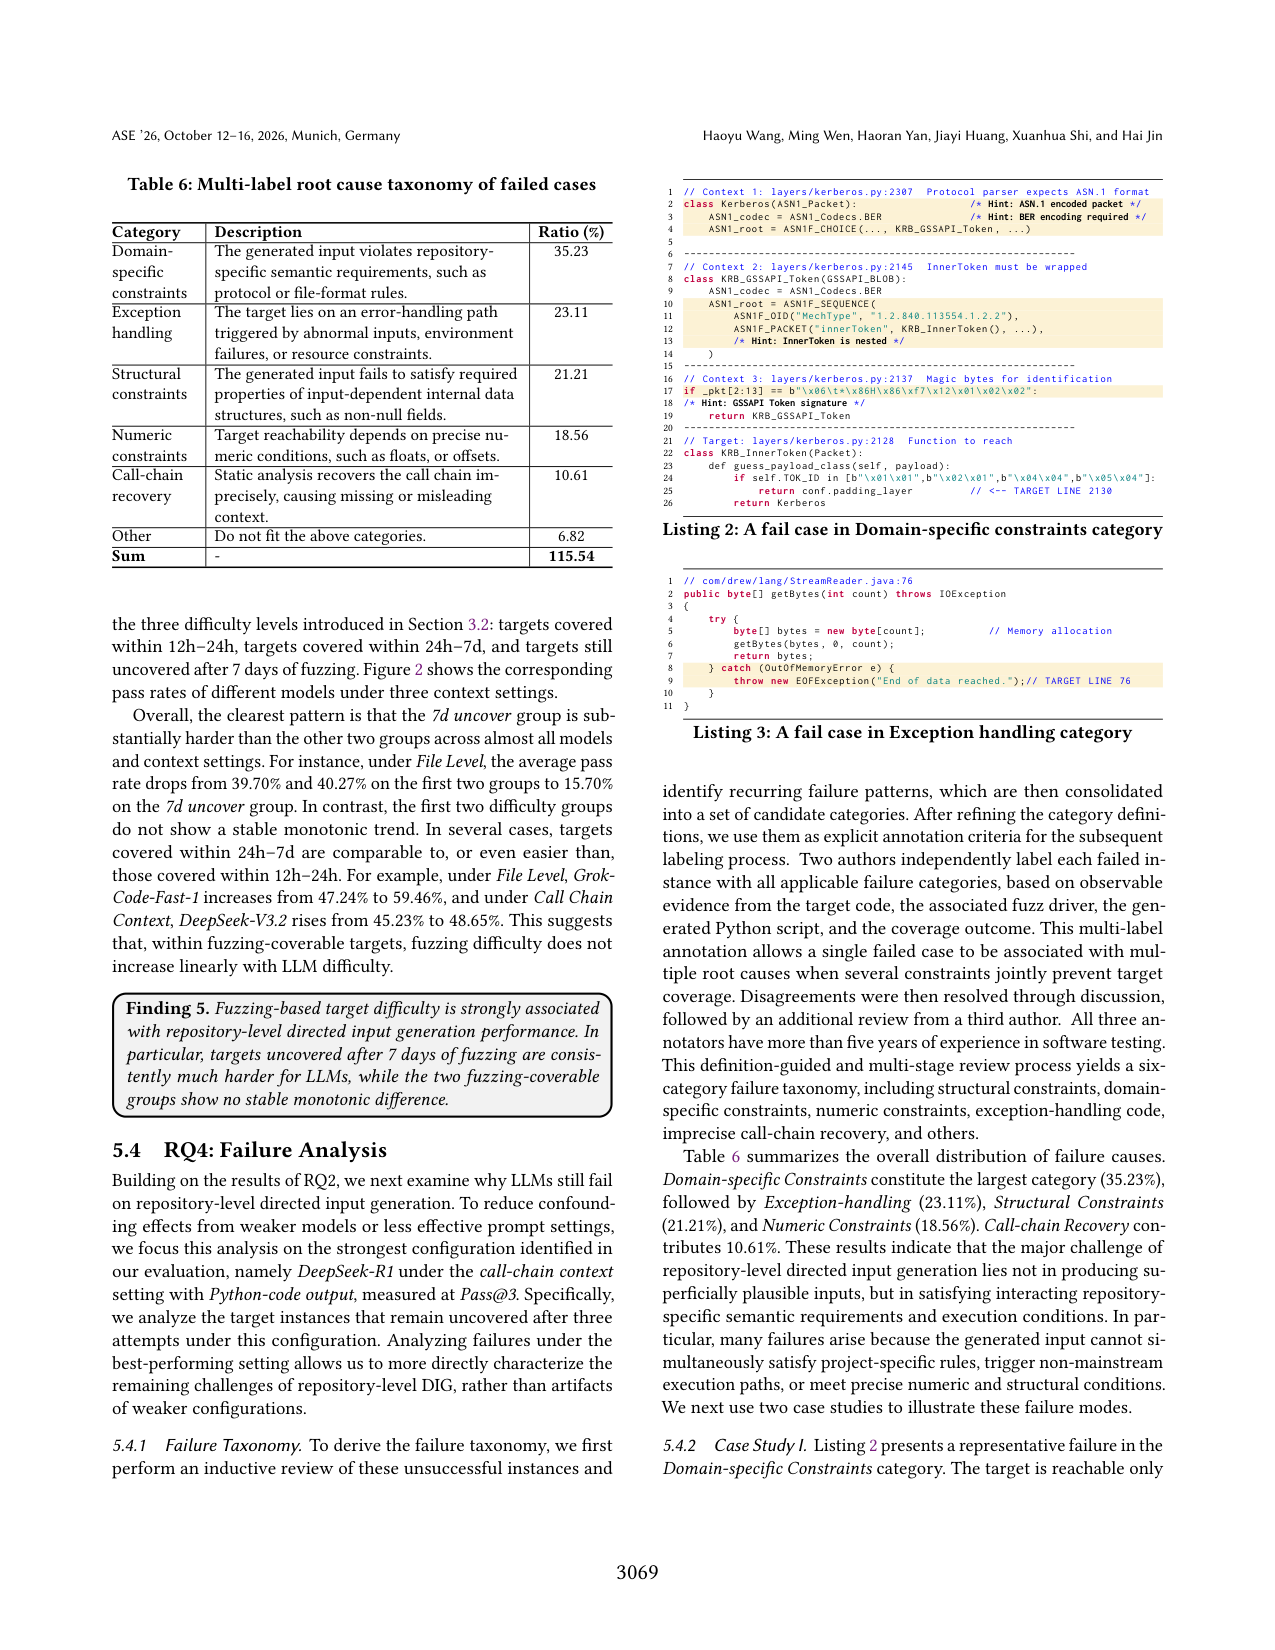 ASE ’26, October 12–16, 2026, Munich, Germany
Haoyu Wang, Ming Wen, Haoran Yan, Jiayi Huang, Xuanhua Shi, and Hai Jin
Table 6: Multi-label root cause taxonomy of failed cases
Category Description Ratio (%)
Domain- The generated input violates repository- 35.23
specific specific semantic requirements, such as
constraints protocol or file-format rules.
Exception The target lies on an error-handling path 23.11
handling triggered by abnormal inputs, environment
failures, or resource constraints.
Structural The generated input fails to satisfy required 21.21
constraints properties of input-dependent internal data
structures, such as non-null fields.
Numeric Target reachability depends on precise nu- 18.56
constraints meric conditions, such as floats, or offsets.
Call-chain Static analysis recovers the call chain im- 10.61
recovery precisely, causing missing or misleading
context.
Other Do not fit the above categories. 6.82
Sum - 115.54
the three difficulty levels introduced in Section 3.2: targets covered
within 12h–24h, targets covered within 24h–7d, and targets still
uncovered after 7 days of fuzzing. Figure 2 shows the corresponding
pass rates of different models under three context settings.
Overall, the clearest pattern is that the 7d uncover group is sub-
stantially harder than the other two groups across almost all models
and context settings. For instance, under File Level, the average pass
rate drops from 39.70% and 40.27% on the first two groups to 15.70%
on the 7d uncover group. In contrast, the first two difficulty groups
do not show a stable monotonic trend. In several cases, targets
covered within 24h–7d are comparable to, or even easier than,
those covered within 12h–24h. For example, under File Level, Grok-
Code-Fast-1 increases from 47.24% to 59.46%, and under Call Chain
Context, DeepSeek-V3.2 rises from 45.23% to 48.65%. This suggests
that, within fuzzing-coverable targets, fuzzing difficulty does not
increase linearly with LLM difficulty.
Finding 5. Fuzzing-based target difficulty is strongly associated
with repository-level directed input generation performance. In
particular, targets uncovered after 7 days of fuzzing are consis-
tently much harder for LLMs, while the two fuzzing-coverable
groups show no stable monotonic difference.
5.4 RQ4: Failure Analysis
Building on the results of RQ2, we next examine why LLMs still fail
on repository-level directed input generation. To reduce confound-
ing effects from weaker models or less effective prompt settings,
we focus this analysis on the strongest configuration identified in
our evaluation, namely DeepSeek-R1 under the call-chain context
setting with Python-code output, measured at Pass@3. Specifically,
we analyze the target instances that remain uncovered after three
attempts under this configuration. Analyzing failures under the
best-performing setting allows us to more directly characterize the
remaining challenges of repository-level DIG, rather than artifacts
of weaker configurations.
5.4.1 Failure Taxonomy. To derive the failure taxonomy, we first
perform an inductive review of these unsuccessful instances and
1 // Context 1: layers/kerberos.py:2307 Protocol parser expects ASN.1 format
2 class Kerberos(ASN1_Packet): /* Hint: ASN.1 encoded packet */
3 ASN1_codec = ASN1_Codecs.BER /* Hint: BER encoding required */
4 ASN1_root = ASN1F_CHOICE(..., KRB_GSSAPI_Token, ...)
5
6 ---------------------------------------------------------------
7 // Context 2: layers/kerberos.py:2145 InnerToken must be wrapped
8 class KRB_GSSAPI_Token(GSSAPI_BLOB):
9 ASN1_codec = ASN1_Codecs.BER
10 ASN1_root = ASN1F_SEQUENCE(
11 ASN1F_OID("MechType", "1.2.840.113554.1.2.2"),
12 ASN1F_PACKET("innerToken", KRB_InnerToken(), ...),
13 /* Hint: InnerToken is nested */
14 )
15 ---------------------------------------------------------------
16 // Context 3: layers/kerberos.py:2137 Magic bytes for identification
17 if _pkt[2:13] == b"\x06\t*\x86H\x86\xf7\x12\x01\x02\x02":
18 /* Hint: GSSAPI Token signature */
19 return KRB_GSSAPI_Token
20 ---------------------------------------------------------------
21 // Target: layers/kerberos.py:2128 Function to reach
22 class KRB_InnerToken(Packet):
23 def guess_payload_class(self, payload):
24 if self.TOK_ID in [b"\x01\x01",b"\x02\x01",b"\x04\x04",b"\x05\x04"]:
25 return conf.padding_layer // <-- TARGET LINE 2130
26 return Kerberos
Listing 2: A fail case in Domain-specific constraints category
1 // com/drew/lang/StreamReader.java:76
2 public byte[] getBytes(int count) throws IOException
3 {
4 try {
5 byte[] bytes = new byte[count]; // Memory allocation
6 getBytes(bytes, 0, count);
7 return bytes;
8 } catch (OutOfMemoryError e) {
9 throw new EOFException("End of data reached.");// TARGET LINE 76
10 }
11 }
Listing 3: A fail case in Exception handling category
identify recurring failure patterns, which are then consolidated
into a set of candidate categories. After refining the category defini-
tions, we use them as explicit annotation criteria for the subsequent
labeling process. Two authors independently label each failed in-
stance with all applicable failure categories, based on observable
evidence from the target code, the associated fuzz driver, the gen-
erated Python script, and the coverage outcome. This multi-label
annotation allows a single failed case to be associated with mul-
tiple root causes when several constraints jointly prevent target
coverage. Disagreements were then resolved through discussion,
followed by an additional review from a third author. All three an-
notators have more than five years of experience in software testing.
This definition-guided and multi-stage review process yields a six-
category failure taxonomy, including structural constraints, domain-
specific constraints, numeric constraints, exception-handling code,
imprecise call-chain recovery, and others.
Table 6 summarizes the overall distribution of failure causes.
Domain-specific Constraints constitute the largest category (35.23%),
followed by Exception-handling (23.11%), Structural Constraints
(21.21%), and Numeric Constraints (18.56%). Call-chain Recovery con-
tributes 10.61%. These results indicate that the major challenge of
repository-level directed input generation lies not in producing su-
perficially plausible inputs, but in satisfying interacting repository-
specific semantic requirements and execution conditions. In par-
ticular, many failures arise because the generated input cannot si-
multaneously satisfy project-specific rules, trigger non-mainstream
execution paths, or meet precise numeric and structural conditions.
We next use two case studies to illustrate these failure modes.
5.4.2 Case Study I. Listing 2 presents a representative failure in the
Domain-specific Constraints category. The target is reachable only
3069